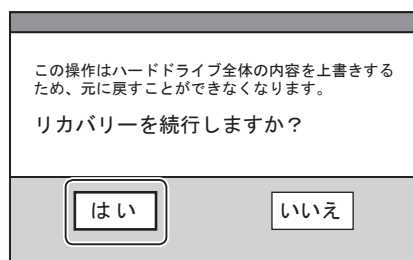 この操作はハードドライブ全体の内容を上書きする
ため、元に戻すことができなくなります。
リカバリーを続行しますか？
はい
いいえ